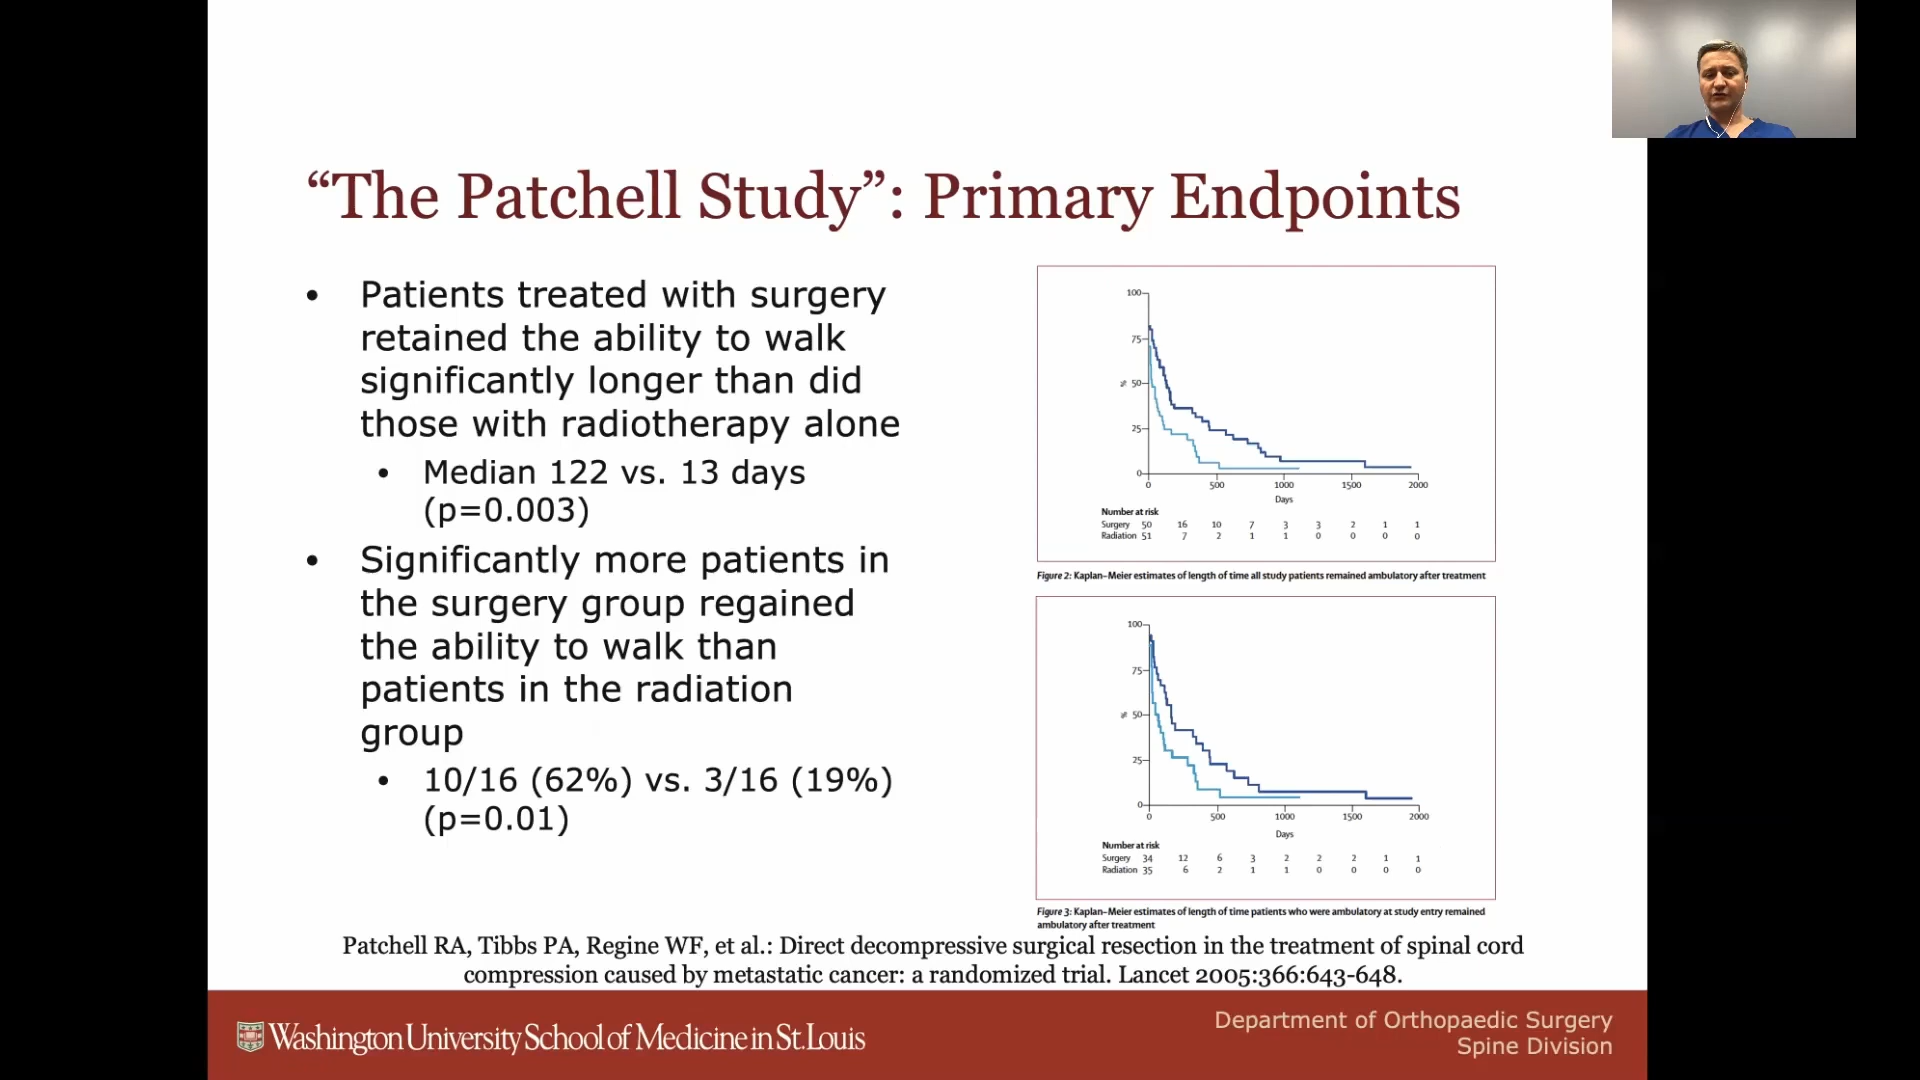 “The Patchell Study”: Primary Endpoints
• Patients treated with surgery
retained the ability to walk
significantly longer than did
those with radiotherapy alone
• Median 122 vs. 13 days
(p=0.003)
• Significantly more patients in
the surgery group regained
the ability to walk than
patients in the radiation
group
• 10/16 (62%) vs. 3/16 (19%)
(p=0.01)
100
75
% 50
25
0
0 500 1000 1500 2000
Days
Number at risk
Surgery 50 16 10 7 3 3 2 1 1
Radiation 51 7 2 1 1 0 0 0 0
Figure 2: Kaplan–Meier estimates of length of time all study patients remained ambulatory after treatment
100
75
% 50
25
0
0 500 1000 1500 2000
Days
Number at risk
Surgery 34 12 6 3 2 2 2 1 1
Radiation 35 6 2 1 1 0 0 0 0
Figure 3: Kaplan–Meier estimates of length of time patients who were ambulatory at study entry remained
ambulatory after treatment
Patchell RA, Tibbs PA, Regine WF, et al.: Direct decompressive surgical resection in the treatment of spinal cord
compression caused by metastatic cancer: a randomized trial. Lancet 2005:366:643-648.
Washington University School of Medicine in St. Louis
Department of Orthopaedic Surgery
Spine Division